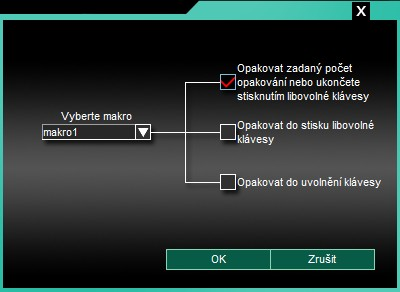 X
Vyberte makro
makro1
Opakovat zadaný počet
opakování nebo ukončete
stisknutím libovolné klávesy
Opakovat do stisku libovolné
klávesy
Opakovat do uvolnění klávesy
OK
Zrušit